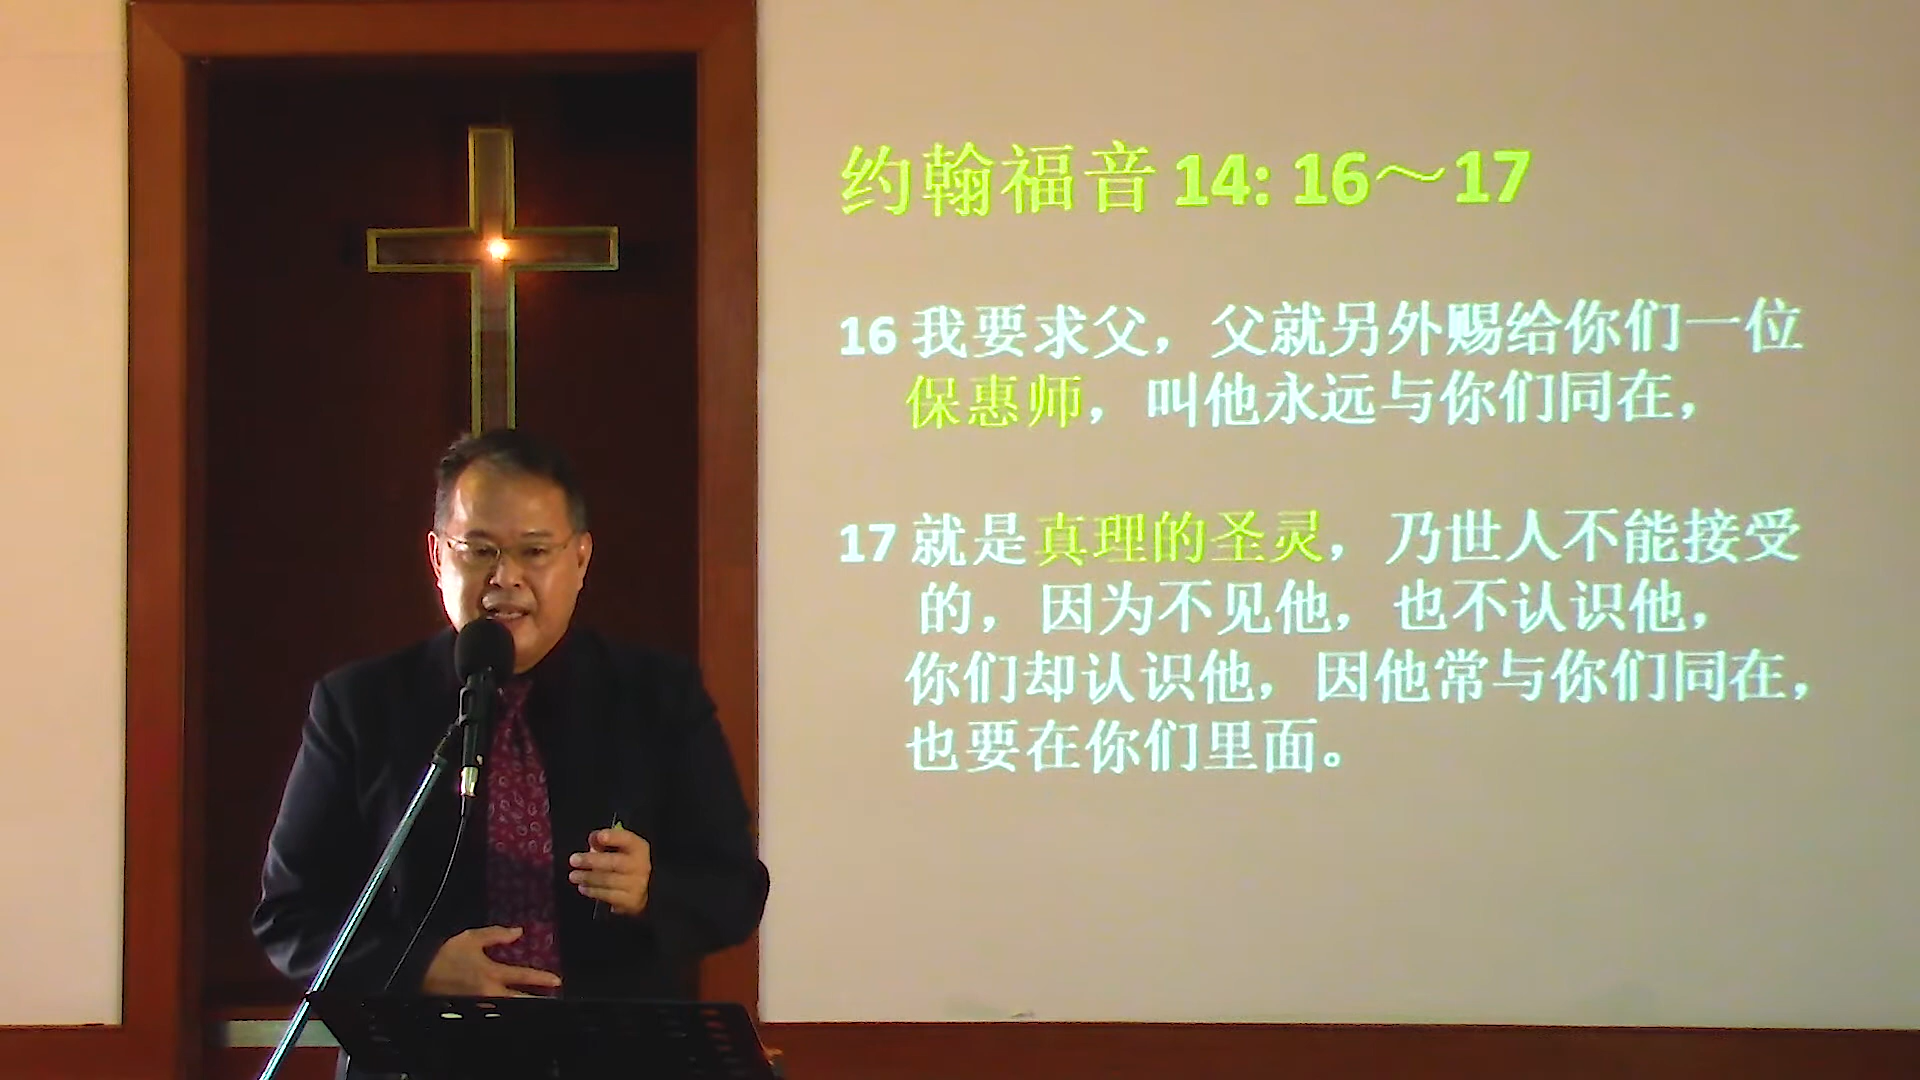 约翰福音 14: 16～17
16 我要求父，父就另外赐给你们一位
保惠师，叫他永远与你们同在，
17 就是真理的圣灵，乃世人不能接受
的，因为不见他，也不认识他，
你们却认识他，因他常与你们同在，
也要在你们里面。